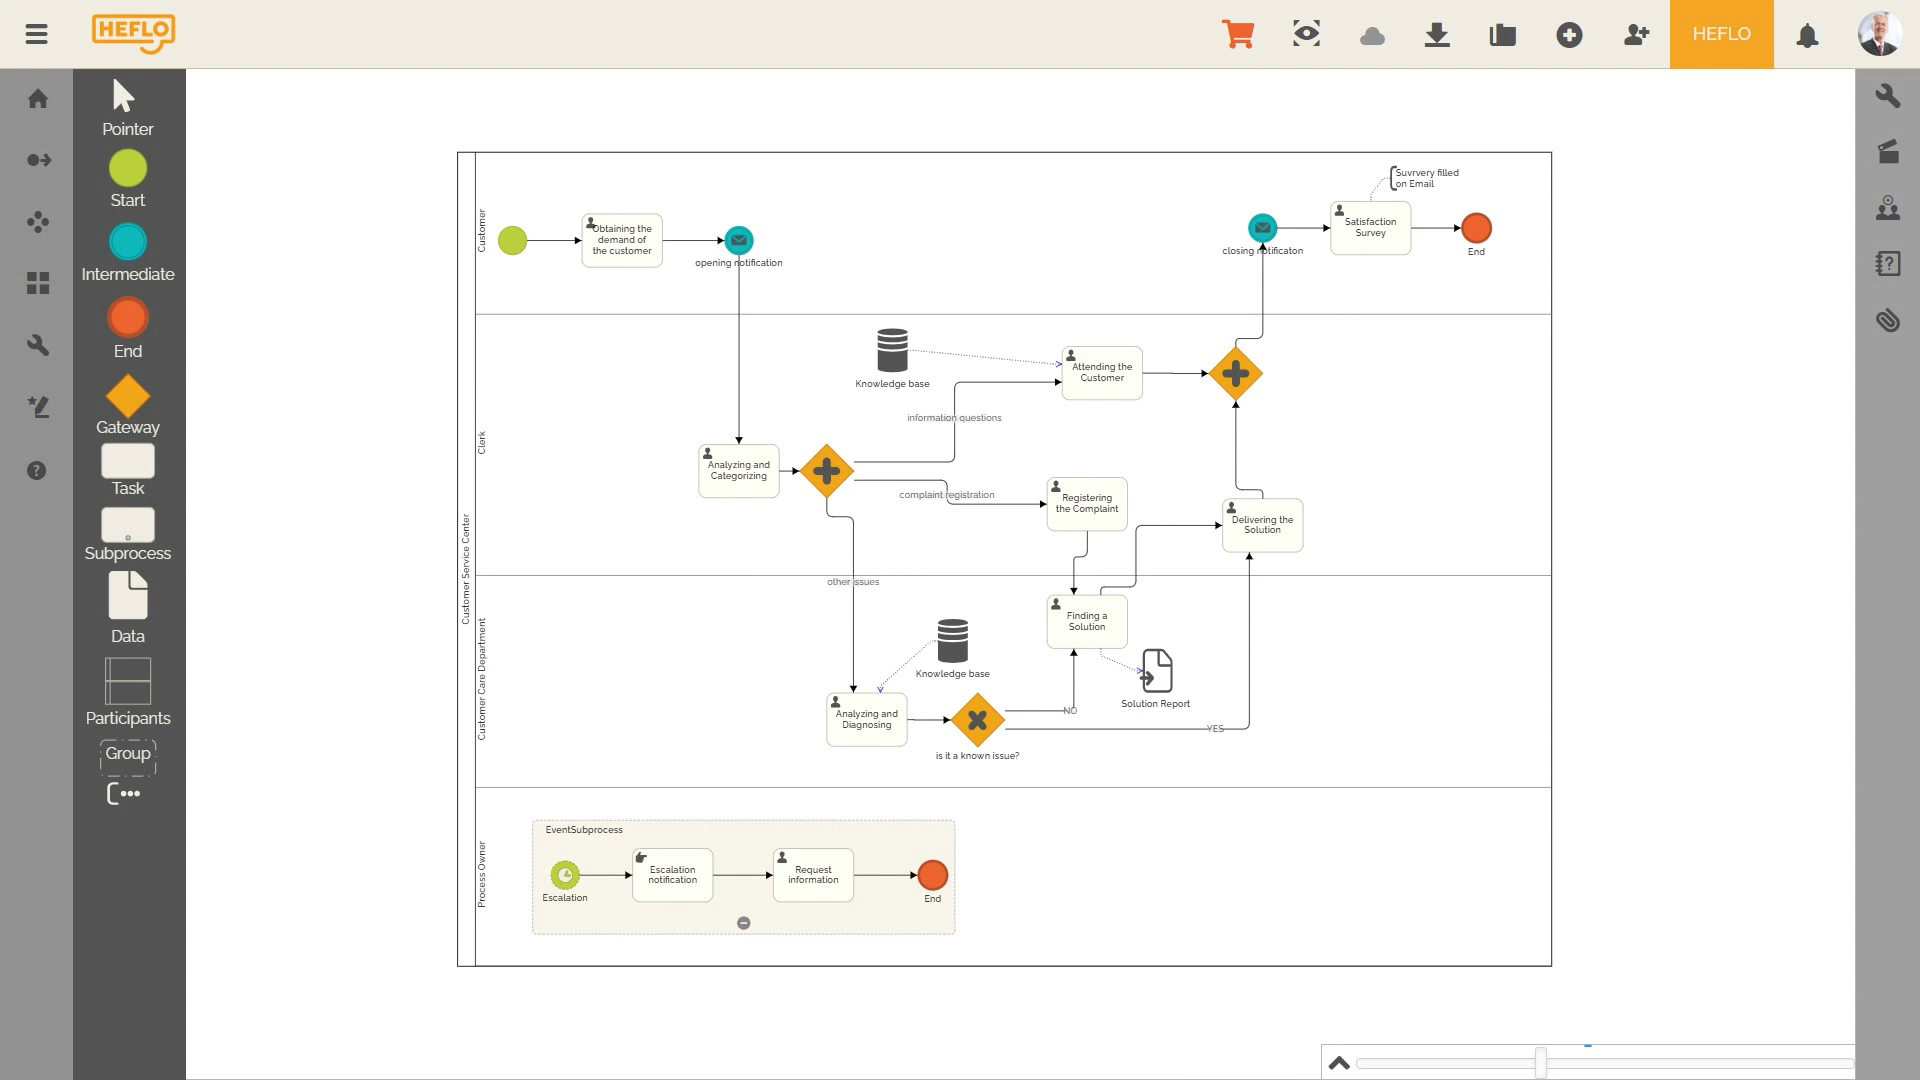 HEFLO
HEFLO
Pointer
Start
Intermediate
End
Gateway
Task
Subprocess
Data
Participants
Group
Customer Service Center
Customer
Obtaining the
demand of
the customer
opening notification
closing notificaton
Satisfaction
Survey
Suvrvery filled
on Email
End
Clerk
Knowledge base
Attending the
Customer
information questions
Analyzing and
Categorizing
complaint registration
Registering
the Complaint
Delivering the
Solution
other issues
Customer Care Department
Finding a
Solution
Knowledge base
Solution Report
Analyzing and
Diagnosing
NO
YES
is it a known issue?
Process Owner
EventSubprocess
Escalation
Escalation
notification
Request
information
End